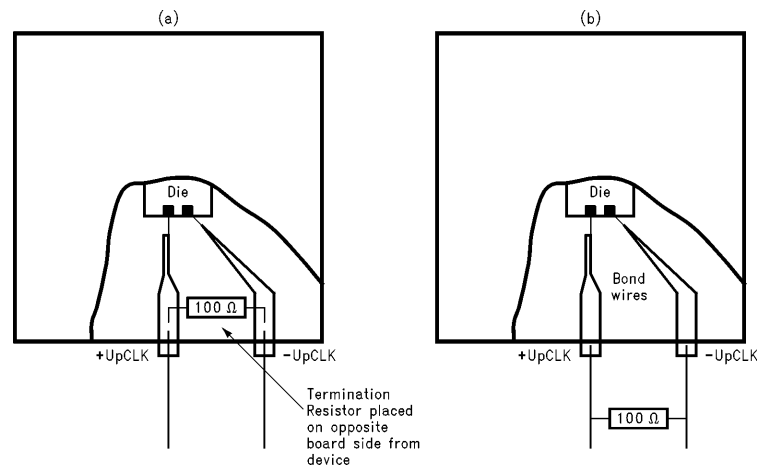 (a)
Die
100 Ω
+UpCLK
−UpCLK
Termination
Resistor placed
on opposite
board side from
device
(b)
Die
Bond
wires
+UpCLK
−UpCLK
100 Ω